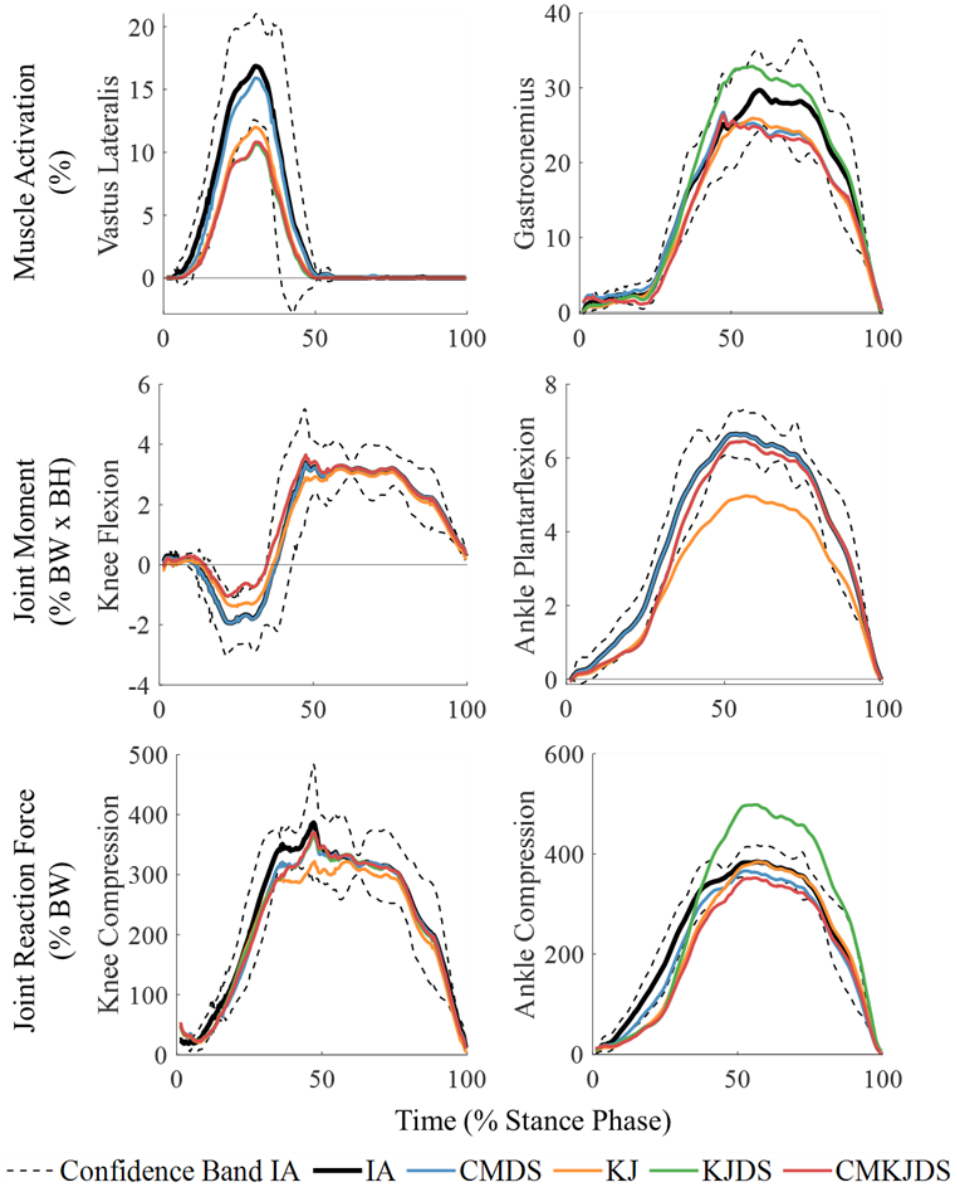 Muscle Activation
(%)
Vastus Lateralis
20
15
10
5
0
0 50 100
Gastrocnemius
40
30
20
10
0
0 50 100
Joint Moment
(% BW x BH)
Knee Flexion
6
4
2
0
-2
-4
0 50 100
Ankle Plantarflexion
8
6
4
2
0
0 50 100
Joint Reaction Force
(% BW)
Knee Compression
500
400
300
200
100
0
0 50 100
Ankle Compression
600
400
200
0
0 50 100
Time (% Stance Phase)
Confidence Band IA IA CMDS KJ KJDS CMKJDS